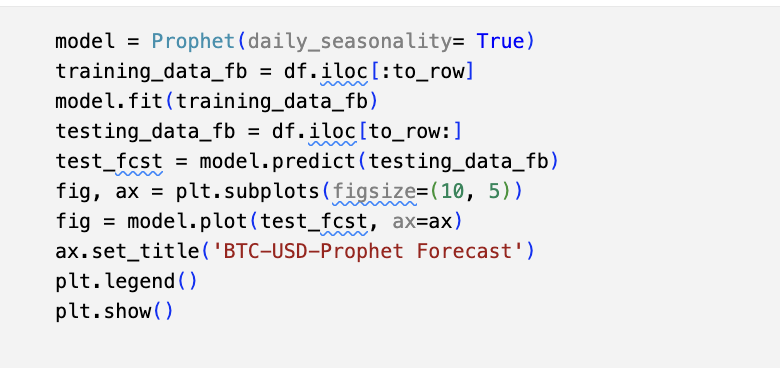 model = Prophet(daily_seasonality= True)
training_data_fb = df.iloc[:to_row]
model.fit(training_data_fb)
testing_data_fb = df.iloc[to_row:]
test_fcst = model.predict(testing_data_fb)
fig, ax = plt.subplots(figsize=(10, 5))
fig = model.plot(test_fcst, ax=ax)
ax.set_title('BTC-USD-Prophet Forecast')
plt.legend()
plt.show()